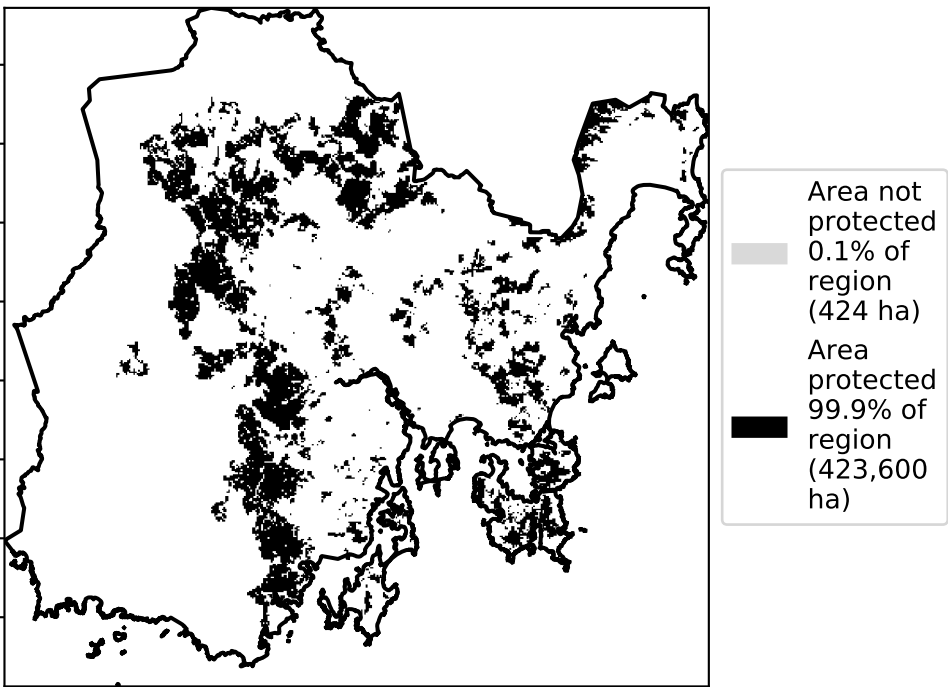 Area not
protected
0.1% of
region
(424 ha)
Area
protected
99.9% of
region
(423,600
ha)